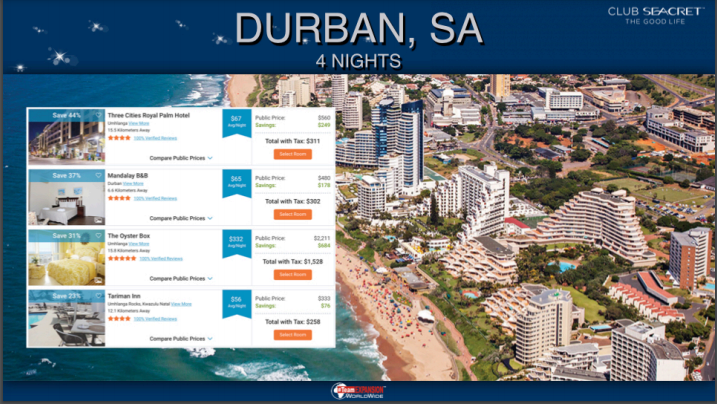 CLUB SEACRET™
THE GOOD LIFE
DURBAN, SA
4 NIGHTS
Save 44%
Three Cities Royal Palm Hotel
Umhlanga View More
15.0 Kilometers Away
100% Verified Reviews
Compare Public Prices
$67
Avg/Night
Public Price: $560
Savings: $249
Total with Tax: $311
Select Room
Save 37%
Mandalay B&B
Durban View More
6.6 Kilometers Away
100% Verified Reviews
Compare Public Prices
$65
Avg/Night
Public Price: $480
Savings: $178
Total with Tax: $302
Select Room
Save 31%
The Oyster Box
Umhlanga View More
15.8 Kilometers Away
100% Verified Reviews
Compare Public Prices
$332
Avg/Night
Public Price: $2,211
Savings: $684
Total with Tax: $1,528
Select Room
Save 23%
Tariman Inn
Umhlanga Rocks, Kwazulu-Natal View More
12.1 Kilometers Away
100% Verified Reviews
Compare Public Prices
$56
Avg/Night
Public Price: $333
Savings: $76
Total with Tax: $258
Select Room
#TeamEXPANSION
WORLDWIDE